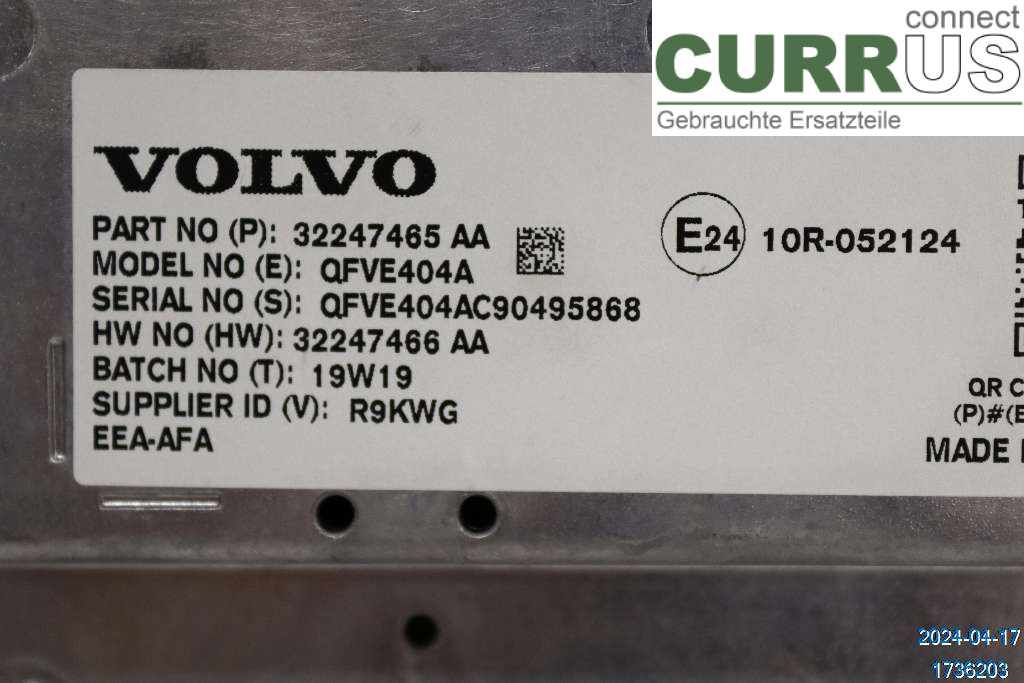 connect
CURRUS
Gebrauchte Ersatzteile
VOLVO
PART NO (P): 32247465 AA
MODEL NO (E): QFVE404A
SERIAL NO (S): QFVE404AC90495868
HW NO (HW): 32247466 AA
BATCH NO (T): 19W19
SUPPLIER ID (V): R9KWG
EEA-AFA
E24 10R-052124
QR C
(P)#(E
MADE
2024-04-17
1736203